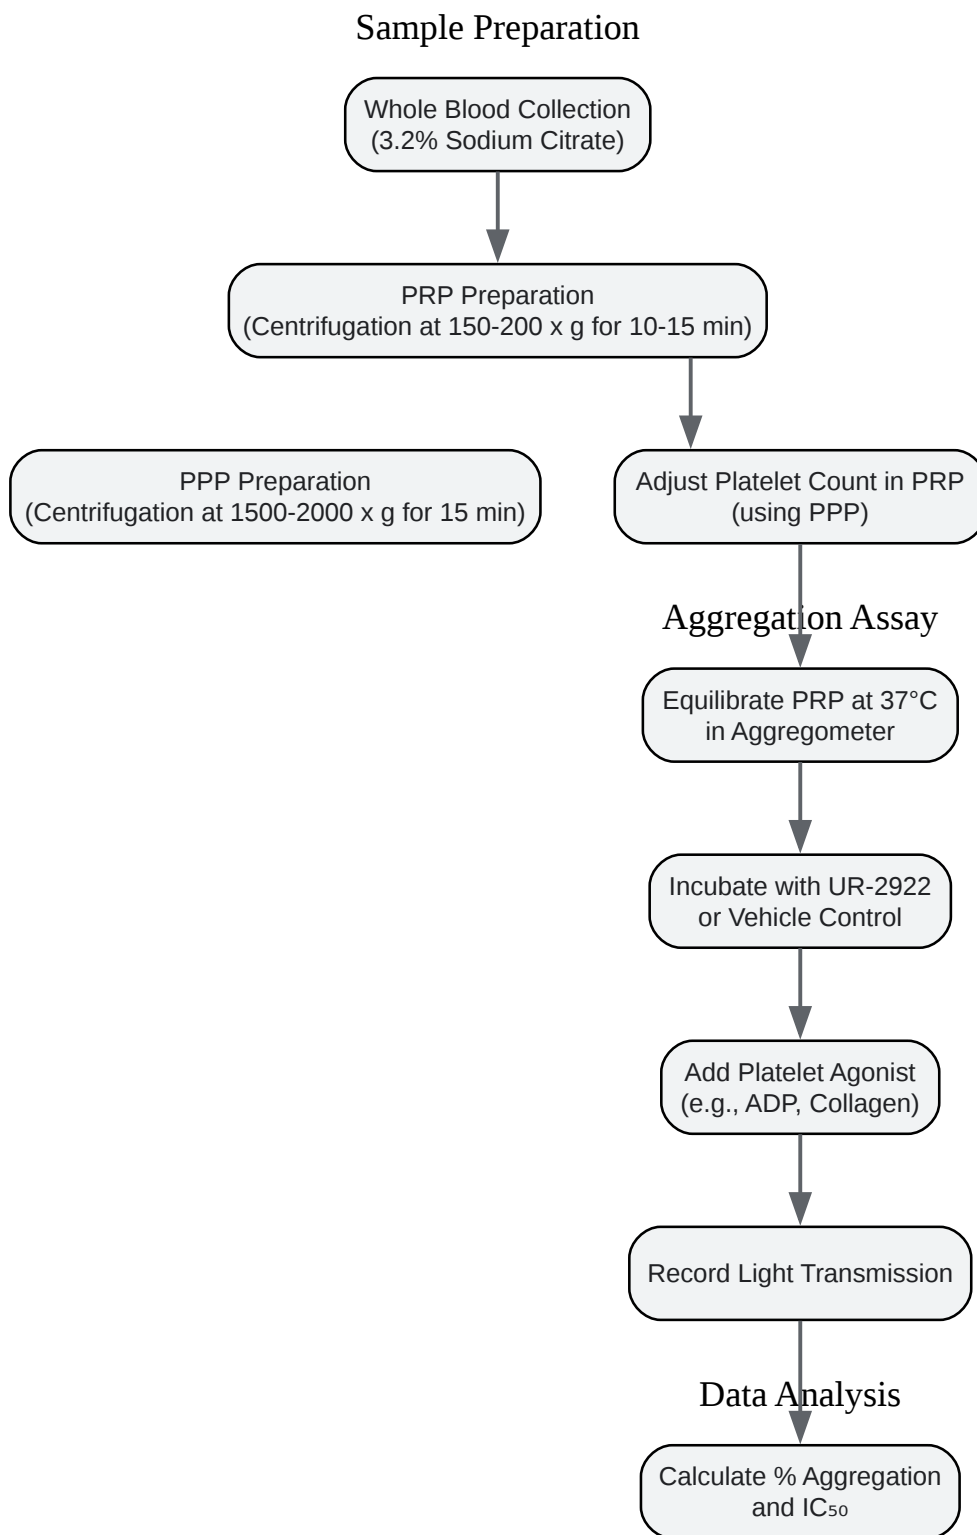 Sample Preparation
Whole Blood Collection
(3.2% Sodium Citrate)
PRP Preparation
(Centrifugation at 150-200 x g for 10-15 min)
PPP Preparation
(Centrifugation at 1500-2000 x g for 15 min)
Adjust Platelet Count in PRP
(using PPP)
Aggregation Assay
Equilibrate PRP at 37°C
in Aggregometer
Incubate with UR-2922
or Vehicle Control
Add Platelet Agonist
(e.g., ADP, Collagen)
Record Light Transmission
Data Analysis
Calculate % Aggregation
and IC₅₀